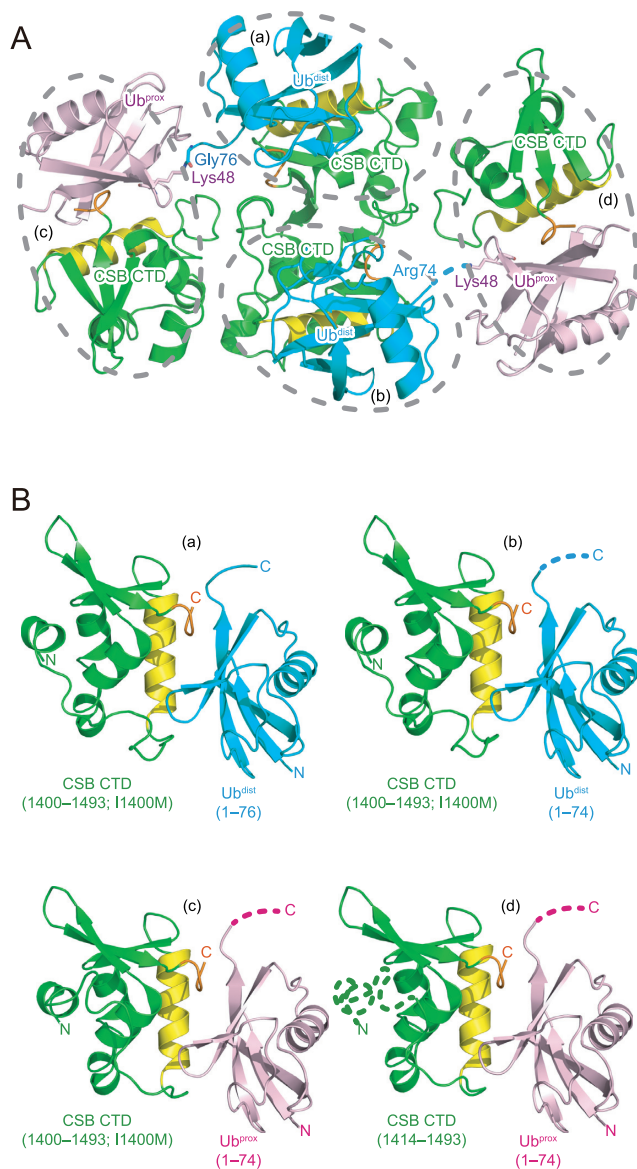 A
(a)
Ub^prox
Ub^dist
Gly76
Lys48
CSB CTD
CSB CTD
(d)
(c)
CSB CTD
CSB CTD
Arg74
Lys48
Ub^prox
Ub^dist
(b)
B
(a)
(b)
C
C
C
C
N
N
N
N
CSB CTD
(1400–1493; I1400M)
Ub^dist
(1–76)
CSB CTD
(1400–1493; I1400M)
Ub^dist
(1–74)
(c)
(d)
C
C
C
C
N
N
N
N
CSB CTD
(1400–1493; I1400M)
Ub^prox
(1–74)
CSB CTD
(1414–1493)
Ub^prox
(1–74)